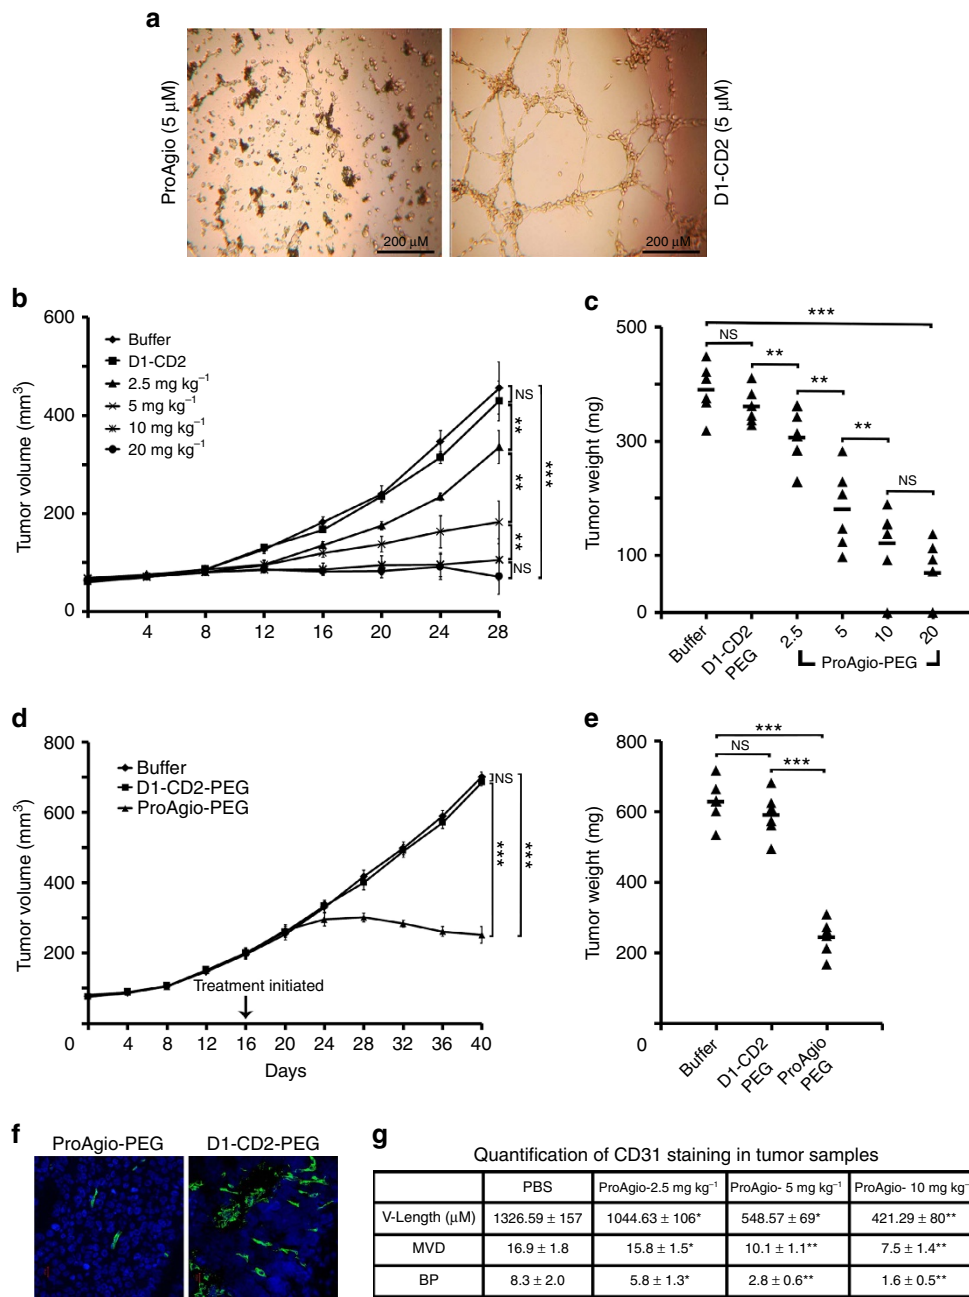 a
ProAgio (5 µM)
200 µM
200 µM
D1-CD2 (5 µM)
b
Tumor volume (mm³)
600
400
200
0
4
8
12
16
20
24
28
Buffer
D1-CD2
2.5 mg kg⁻¹
5 mg kg⁻¹
10 mg kg⁻¹
20 mg kg⁻¹
NS
**
**
**
NS
***
c
Tumor weight (mg)
500
300
100
0
***
NS
**
**
**
NS
Buffer
D1-CD2
PEG
2.5
5
10
20
ProAgio-PEG
d
Tumor volume (mm³)
800
600
400
200
0
4
8
12
16
20
24
28
32
36
40
Days
Buffer
D1-CD2-PEG
ProAgio-PEG
Treatment initiated
NS
***
***
e
Tumor weight (mg)
800
600
400
200
0
***
NS
***
Buffer
D1-CD2
PEG
ProAgio
PEG
f
ProAgio-PEG
D1-CD2-PEG
g
Quantification of CD31 staining in tumor samples
PBS ProAgio-2.5 mg kg⁻¹ ProAgio- 5 mg kg⁻¹ ProAgio- 10 mg kg⁻
V-Length (µM) 1326.59 ± 157 1044.63 ± 106* 548.57 ± 69* 421.29 ± 80**
MVD 16.9 ± 1.8 15.8 ± 1.5* 10.1 ± 1.1** 7.5 ± 1.4**
BP 8.3 ± 2.0 5.8 ± 1.3* 2.8 ± 0.6** 1.6 ± 0.5**